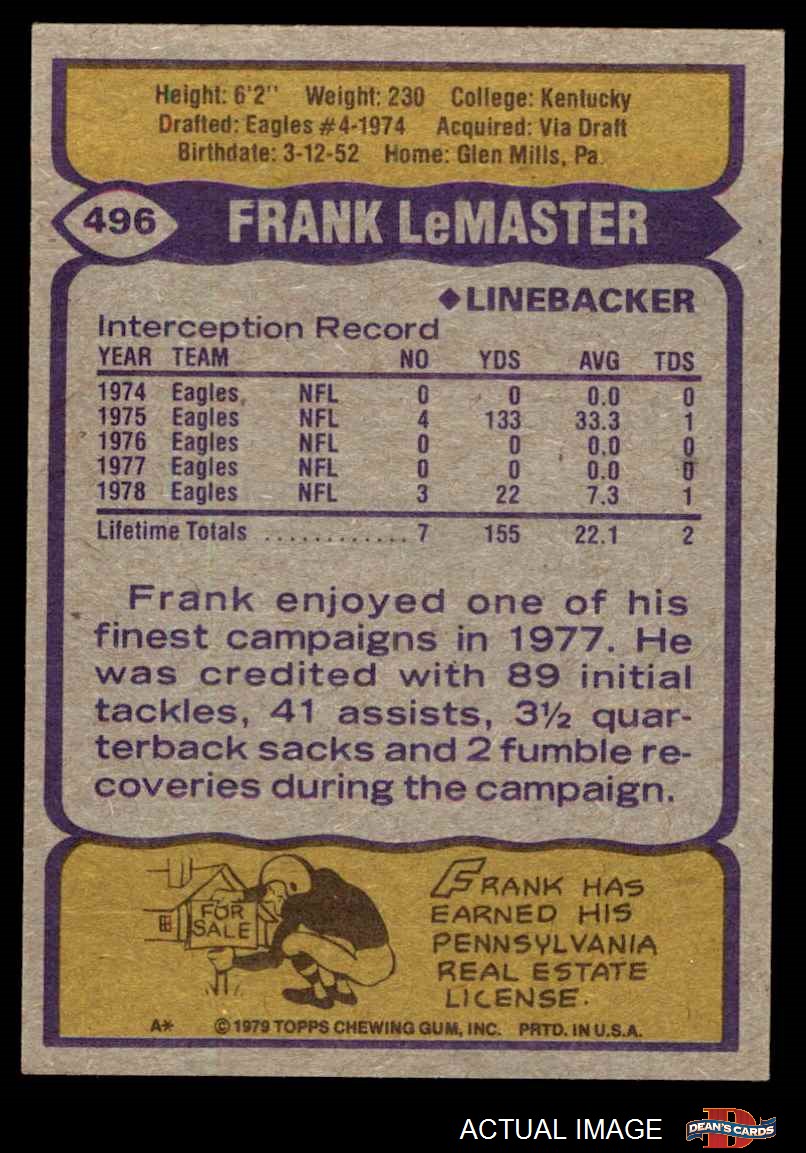 Height: 6'2" Weight: 230 College: Kentucky
Drafted: Eagles #4-1974 Acquired: Via Draft
Birthdate: 3-12-52 Home: Glen Mills, Pa.
496 FRANK LeMASTER
◆LINEBACKER
Interception Record
YEAR TEAM NO YDS AVG TDS
1974 Eagles NFL 0 0 0.0 0
1975 Eagles NFL 4 133 33.3 1
1976 Eagles NFL 0 0 0.0 0
1977 Eagles NFL 0 0 0.0 0
1978 Eagles NFL 3 22 7.3 1
Lifetime Totals ............ 7 155 22.1 2
Frank enjoyed one of his
finest campaigns in 1977. He
was credited with 89 initial
tackles, 41 assists, 3½ quar-
terback sacks and 2 fumble re-
coveries during the campaign.
FOR
SALE
FRANK HAS
EARNED HIS
PENNSYLVANIA
REAL ESTATE
LICENSE.
A* ©1979 TOPPS CHEWING GUM, INC. PRTD. IN U.S.A.
ACTUAL IMAGE
D
DEAN'S CARDS